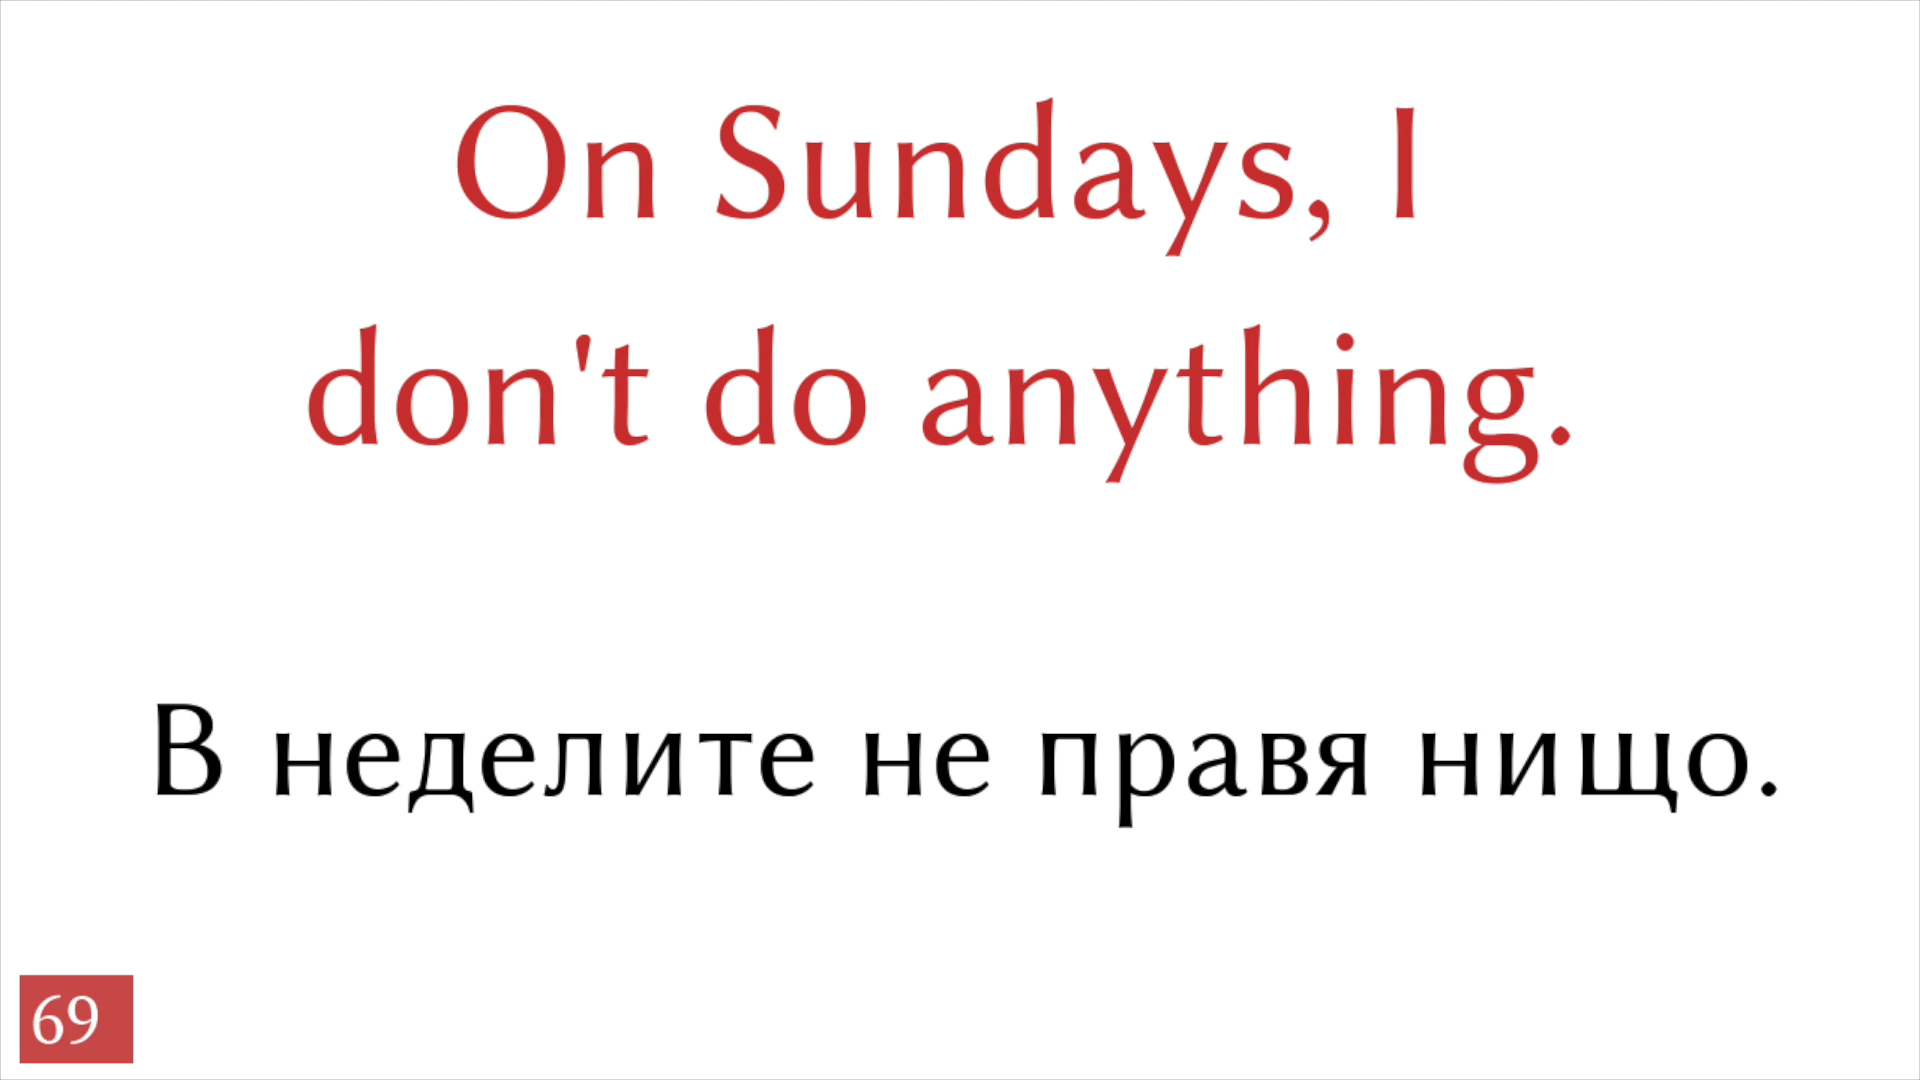 On Sundays, I
don't do anything.
В неделите не правя нищо.
69